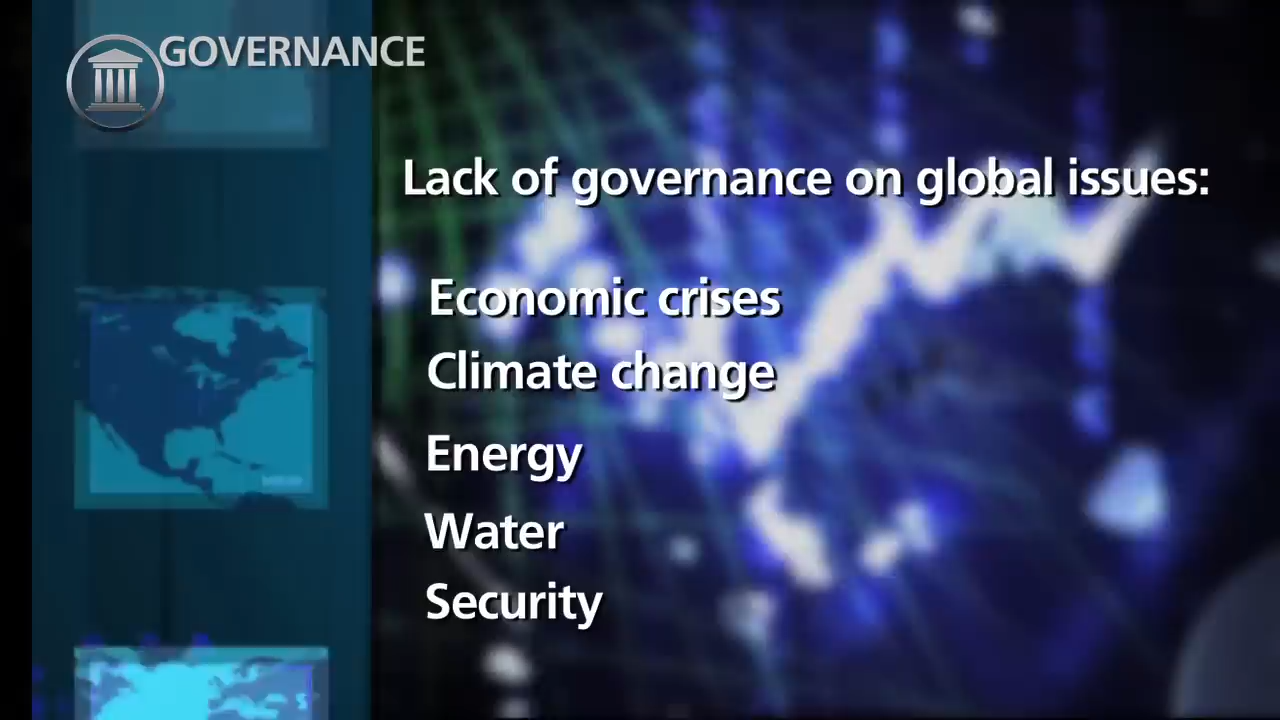 GOVERNANCE
Lack of governance on global issues:
Economic crises
Climate change
Energy
Water
Security